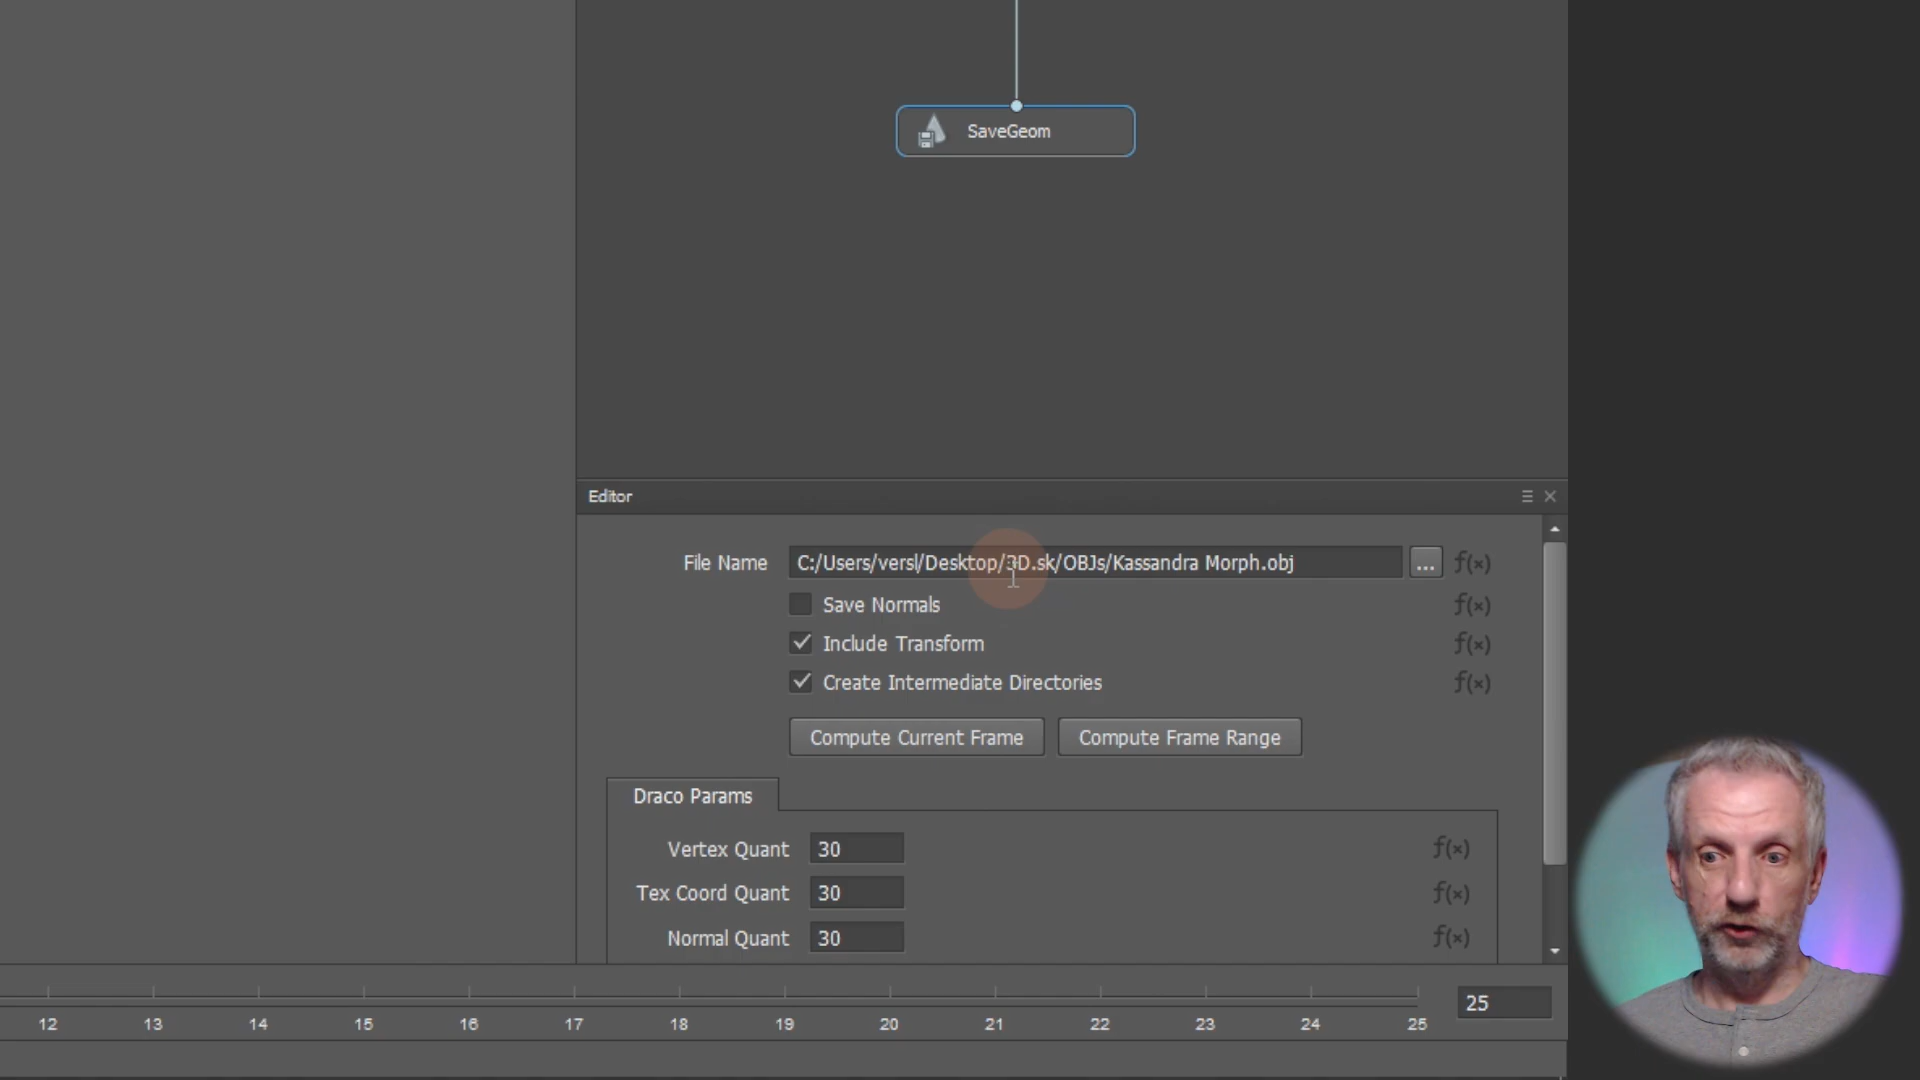 SaveGeom
Editor
File Name C:/Users/versl/Desktop/3D.sk/OBJs/Kassandra Morph.obj ... f(x)
Save Normals f(x)
Include Transform f(x)
Create Intermediate Directories f(x)
Compute Current Frame Compute Frame Range
Draco Params
Vertex Quant 30 f(x)
Tex Coord Quant 30 f(x)
Normal Quant 30 f(x)
25
12 13 14 15 16 17 18 19 20 21 22 23 24 25